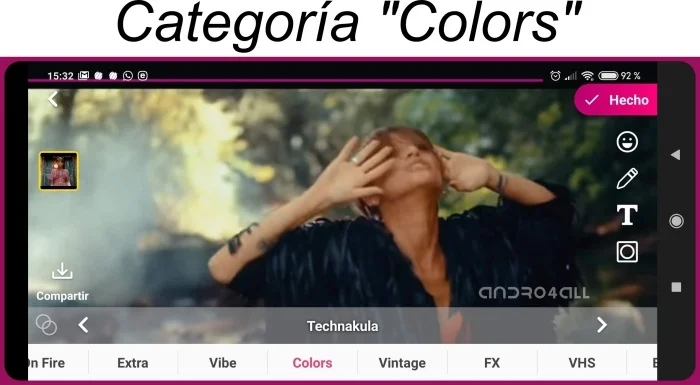 Categoría "Colors"
15:32
92 %
Hecho
T
Compartir
ANDRO4ALL
Technakula
n Fire
Extra
Vibe
Colors
Vintage
FX
VHS